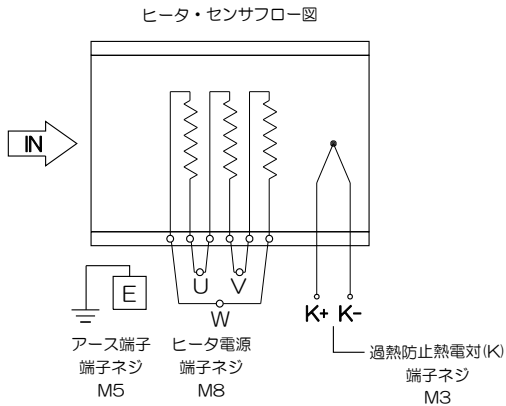 ヒータ・センサフロー図
IN
E
U
V
W
K+ K-
アース端子
端子ネジ
M5
ヒータ電源
端子ネジ
M8
過熱防止熱電対(K)
端子ネジ
M3